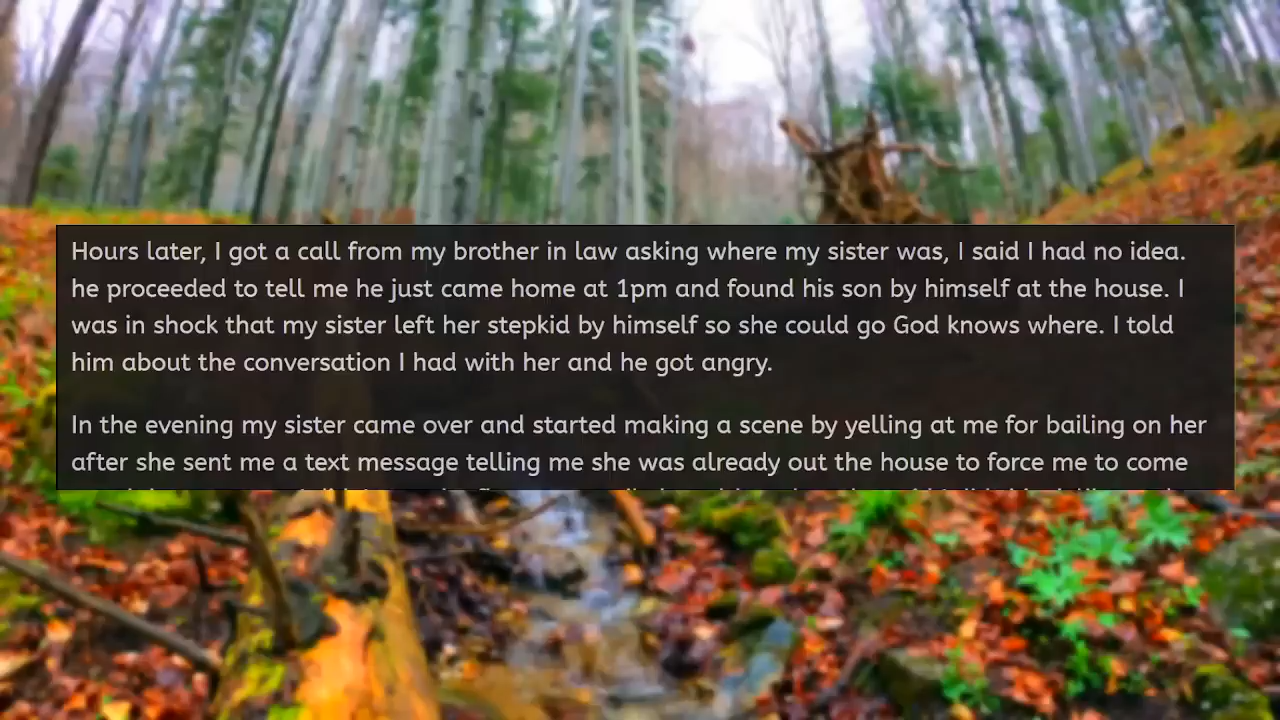 Hours later, I got a call from my brother in law asking where my sister was, I said I had no idea.
he proceeded to tell me he just came home at 1pm and found his son by himself at the house. I
was in shock that my sister left her stepkid by himself so she could go God knows where. I told
him about the conversation I had with her and he got angry.
In the evening my sister came over and started making a scene by yelling at me for bailing on her
after she sent me a text message telling me she was already out the house to force me to come